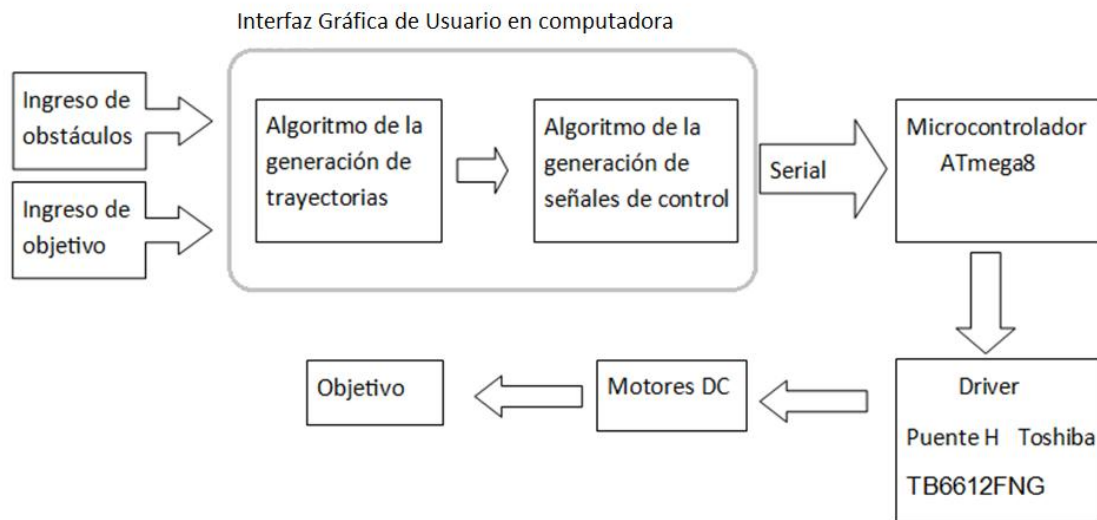 Interfaz Gráfica de Usuario en computadora
Ingreso de
obstáculos
Ingreso de
objetivo
Algoritmo de la
generación de
trayectorias
Algoritmo de la
generación de
señales de control
Serial
Microcontrolador
ATmega8
Driver
Puente H Toshiba
TB6612FNG
Motores DC
Objetivo